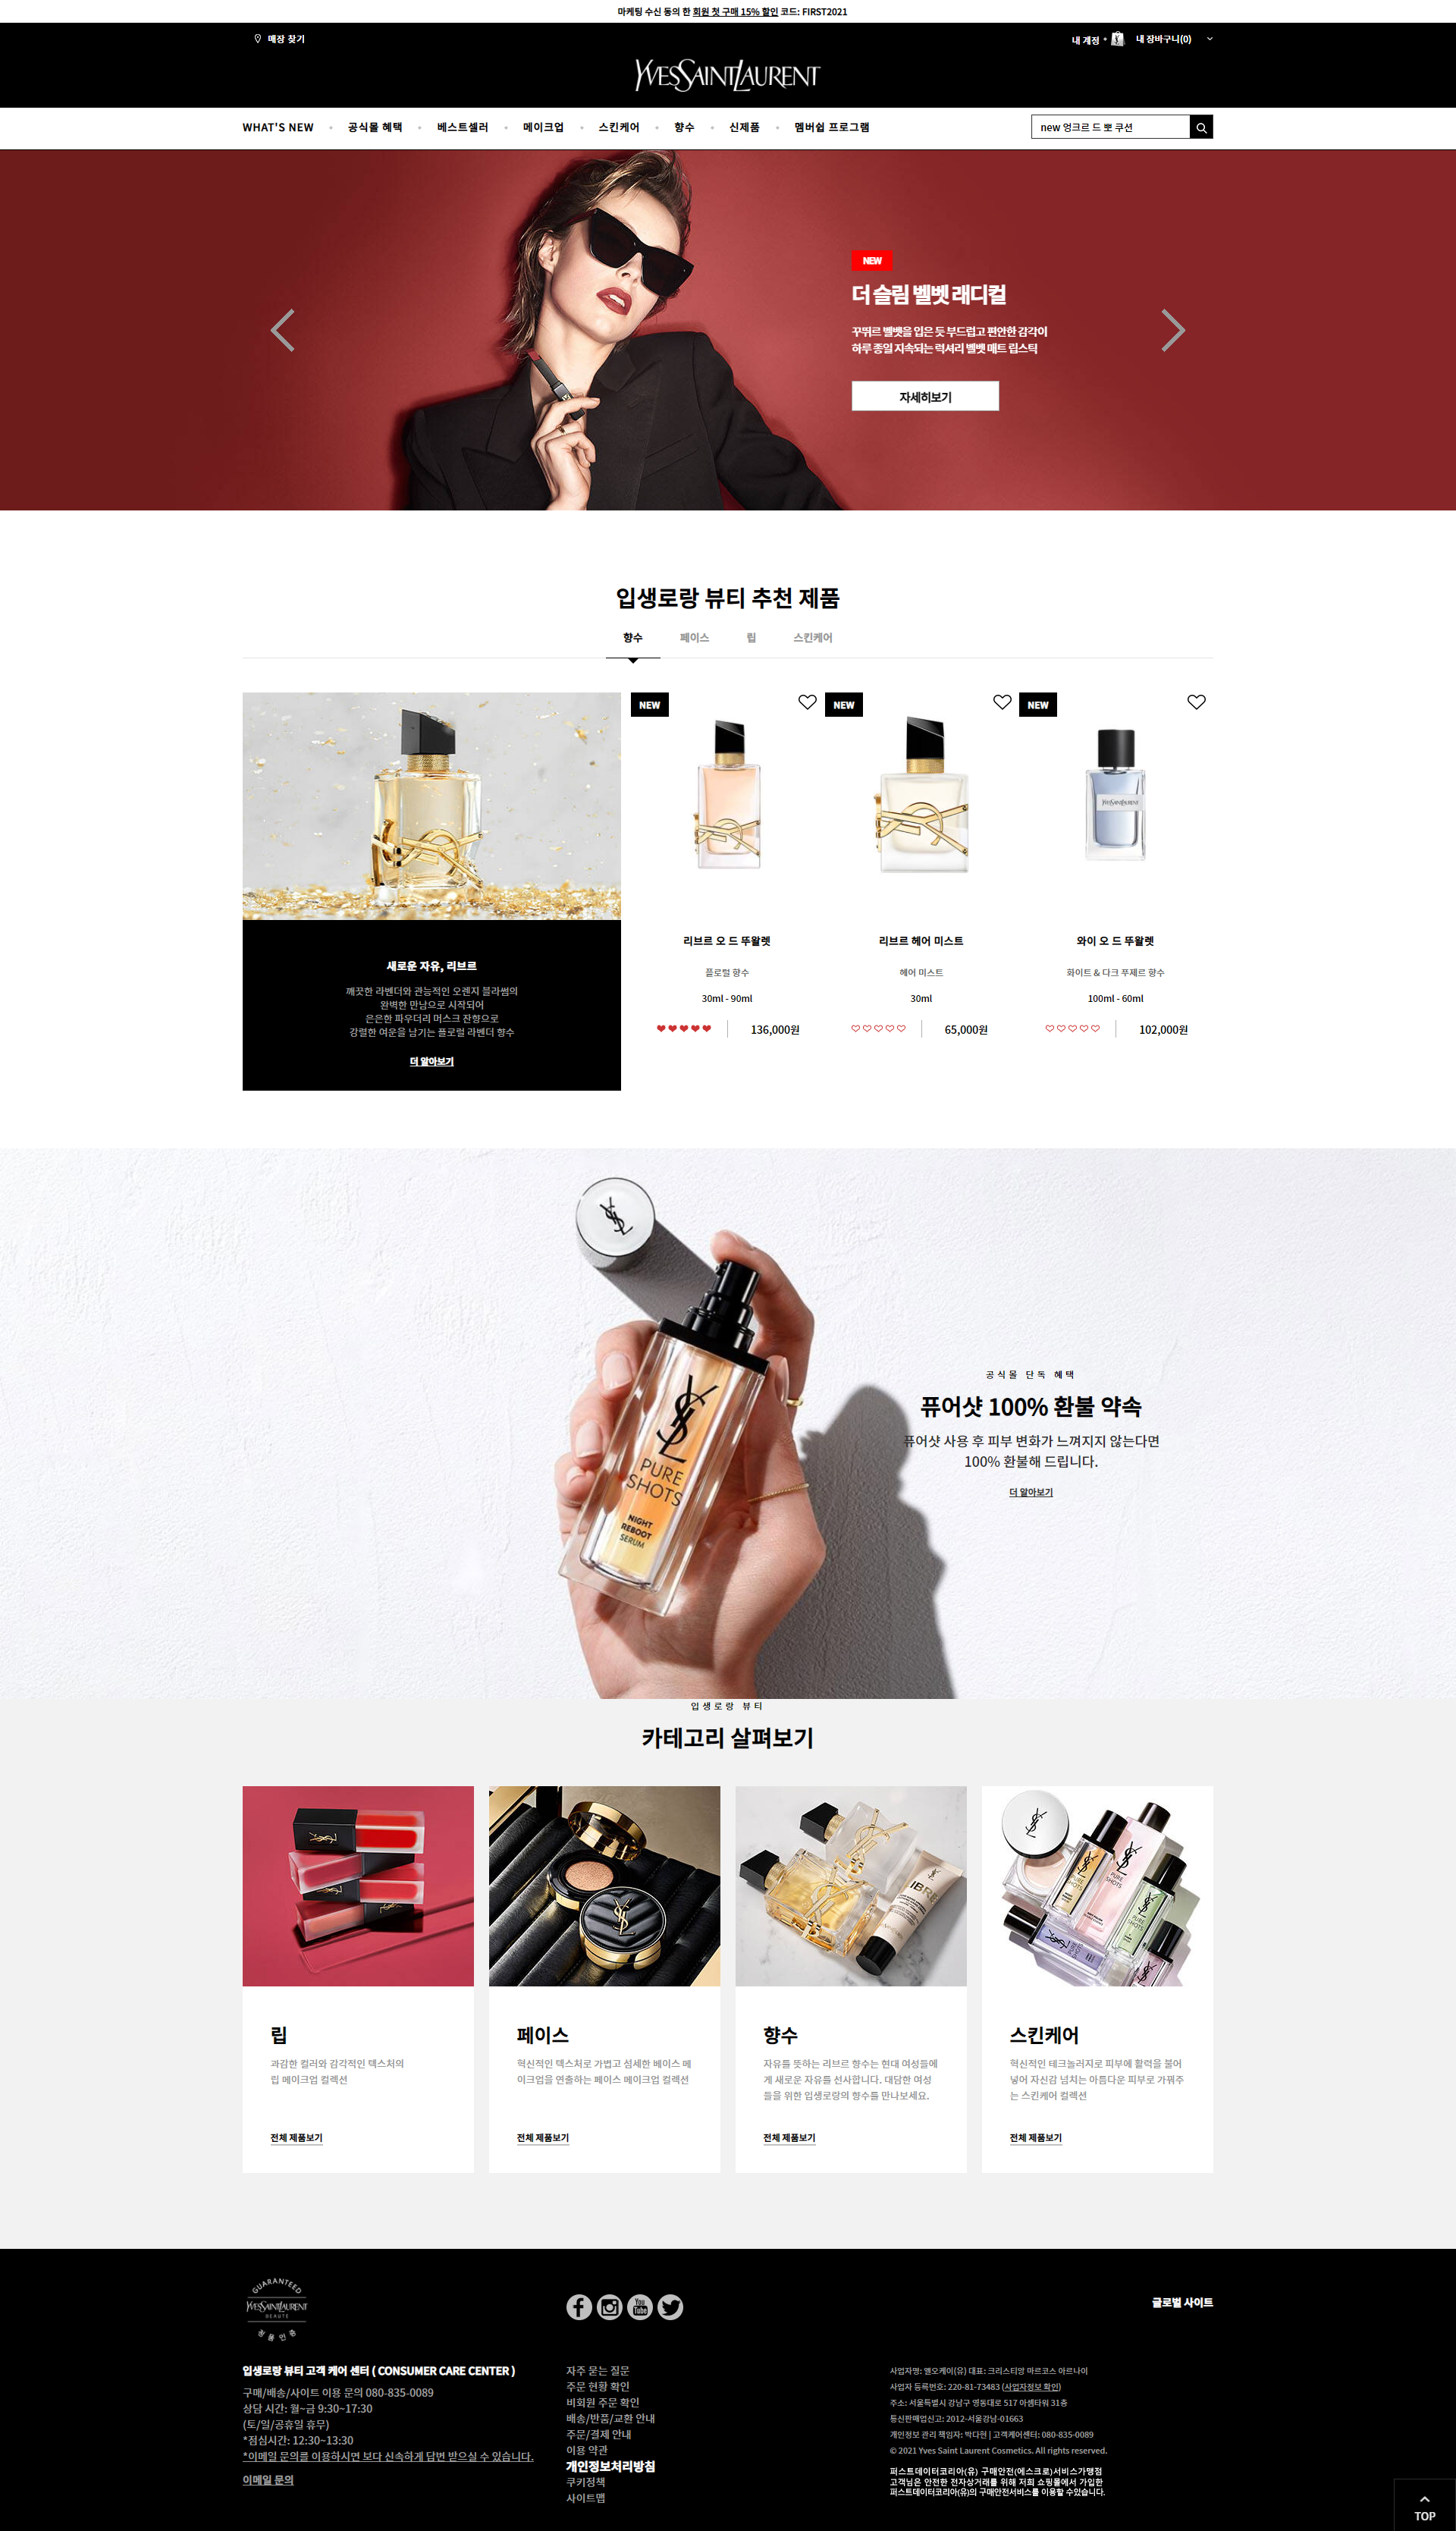 마케팅 수신 동의 한 회원 첫 구매 15% 할인 코드: FIRST2021
매장 찾기
내 계정
내 장바구니(0)
YVESSAINTLAURENT
WHAT'S NEW
공식몰 혜택
베스트셀러
메이크업
스킨케어
향수
신제품
멤버쉽 프로그램
new 엉크르 드 뽀 쿠션
NEW
더 슬림 벨벳 래디컬
꾸뛰르 벨벳을 입은 듯 부드럽고 편안한 감각이
하루 종일 지속되는 럭셔리 벨벳 매트 립스틱
자세히보기
입생로랑 뷰티 추천 제품
향수
페이스
립
스킨케어
NEW
NEW
NEW
YVESSAINTLAURENT
새로운 자유, 리브르
깨끗한 라벤더와 관능적인 오렌지 블라썸의
완벽한 만남으로 시작되어
은은한 파우더리 머스크 잔향으로
강렬한 여운을 남기는 플로럴 라벤더 향수
더 알아보기
리브르 오 드 뚜왈렛
플로럴 향수
30ml - 90ml
136,000원
리브르 헤어 미스트
헤어 미스트
30ml
65,000원
와이 오 드 뚜왈렛
화이트 & 다크 푸제르 향수
100ml - 60ml
102,000원
YSL
YSL
PURE
SHOTS
NIGHT
REBOOT
SERUM
공식몰 단독 혜택
퓨어샷 100% 환불 약속
퓨어샷 사용 후 피부 변화가 느껴지지 않는다면
100% 환불해 드립니다.
더 알아보기
입생로랑 뷰티
카테고리 살펴보기
립
과감한 컬러와 감각적인 텍스처의
립 메이크업 컬렉션
전체 제품보기
페이스
혁신적인 텍스처로 가볍고 섬세한 베이스 메
이크업을 연출하는 페이스 메이크업 컬렉션
전체 제품보기
향수
자유를 뜻하는 리브르 향수는 현대 여성들에
게 새로운 자유를 선사합니다. 대담한 여성
들을 위한 입생로랑의 향수를 만나보세요.
전체 제품보기
스킨케어
혁신적인 테크놀러지로 피부에 활력을 불어
넣어 자신감 넘치는 아름다운 피부로 가꿔주
는 스킨케어 컬렉션
전체 제품보기
GUARANTEED
YVESSAINTLAURENT
BEAUTÉ
정품인증
You
Tube
글로벌 사이트
입생로랑 뷰티 고객 케어 센터 ( CONSUMER CARE CENTER )
구매/배송/사이트 이용 문의 080-835-0089
상담 시간: 월~금 9:30~17:30
(토/일/공휴일 휴무)
*점심시간: 12:30~13:30
*이메일 문의를 이용하시면 보다 신속하게 답변 받으실 수 있습니다.
이메일 문의
자주 묻는 질문
주문 현황 확인
비회원 주문 확인
배송/반품/교환 안내
주문/결제 안내
이용 약관
개인정보처리방침
쿠키정책
사이트맵
사업자명: 엘오케이(유) 대표: 크리스티앙 마르코스 아르나이
사업자 등록번호: 220-81-73483 (사업자정보 확인)
주소: 서울특별시 강남구 영동대로 517 아셈타워 31층
통신판매업신고: 2012-서울강남-01663
개인정보 관리 책임자: 박다현 | 고객케어센터: 080-835-0089
© 2021 Yves Saint Laurent Cosmetics. All rights reserved.
퍼스트데이터코리아(유) 구매안전(에스크로)서비스가맹점
고객님은 안전한 전자상거래를 위해 저희 쇼핑몰에서 가입한
퍼스트데이터코리아(유)의 구매안전서비스를 이용할 수있습니다.
TOP